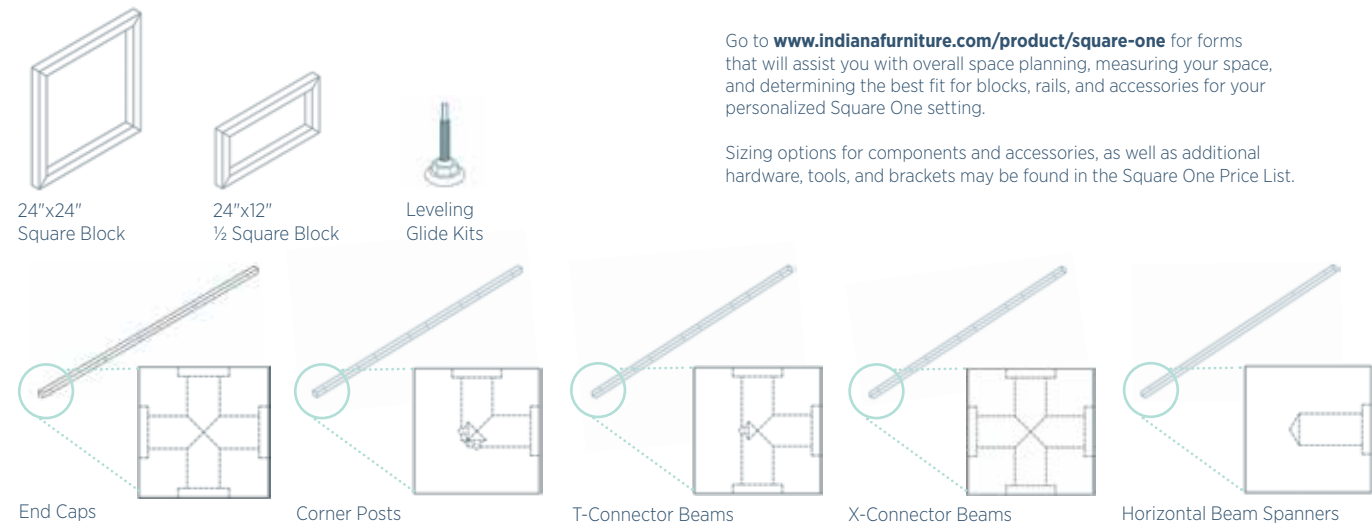 Go to www.indianafurniture.com/product/square-one for forms
that will assist you with overall space planning, measuring your space,
and determining the best fit for blocks, rails, and accessories for your
personalized Square One setting.
Sizing options for components and accessories, as well as additional
hardware, tools, and brackets may be found in the Square One Price List.
24"x24"
Square Block
24"x12"
½ Square Block
Leveling
Glide Kits
End Caps
Corner Posts
T-Connector Beams
X-Connector Beams
Horizontal Beam Spanners